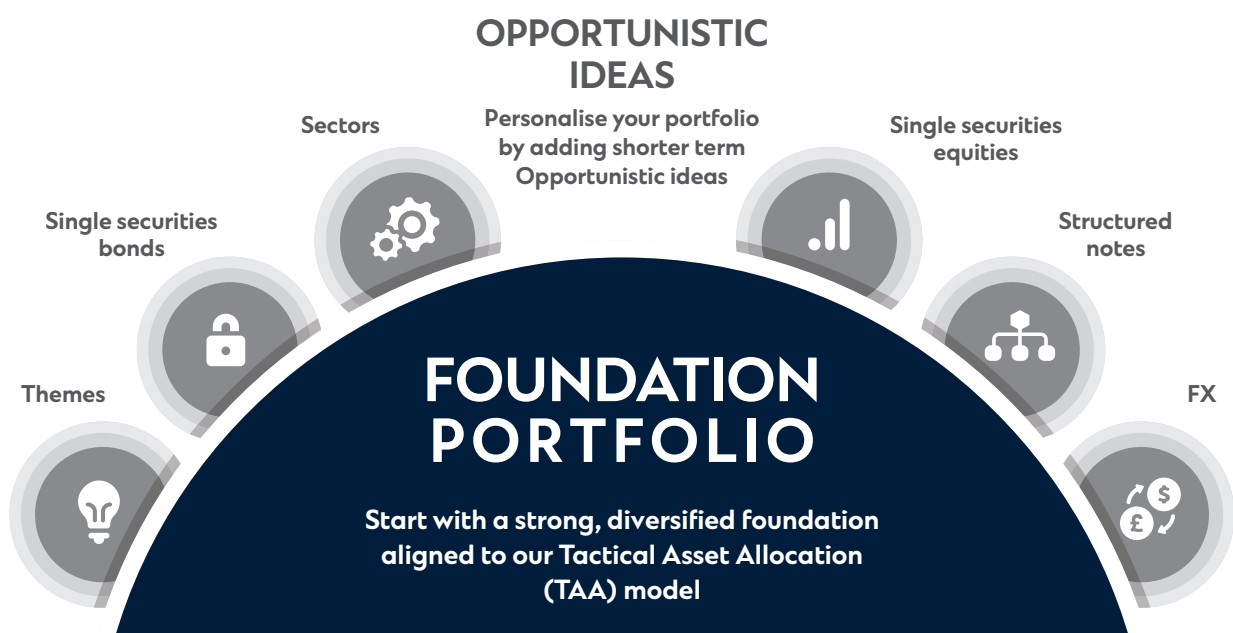 OPPORTUNISTIC
IDEAS
Personalise your portfolio
by adding shorter term
Opportunistic ideas
Themes
Single securities
bonds
Sectors
Single securities
equities
Structured
notes
FX
$
£
FOUNDATION
PORTFOLIO
Start with a strong, diversified foundation
aligned to our Tactical Asset Allocation
(TAA) model